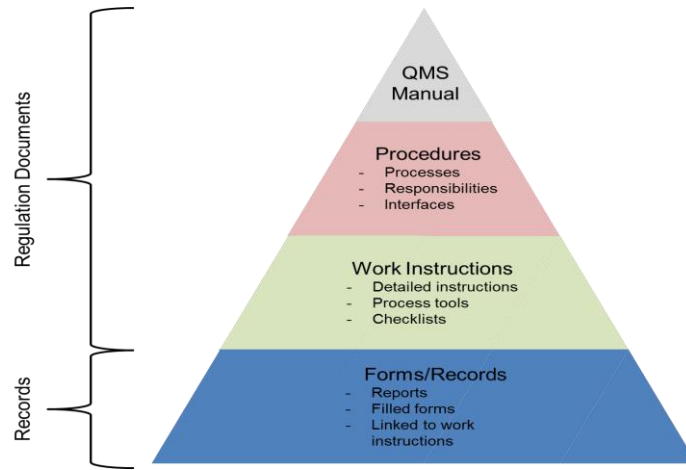 Regulation Documents
Records
QMS
Manual
Procedures
- Processes
- Responsibilities
- Interfaces
Work Instructions
- Detailed instructions
- Process tools
- Checklists
Forms/Records
- Reports
- Filled forms
- Linked to work
instructions